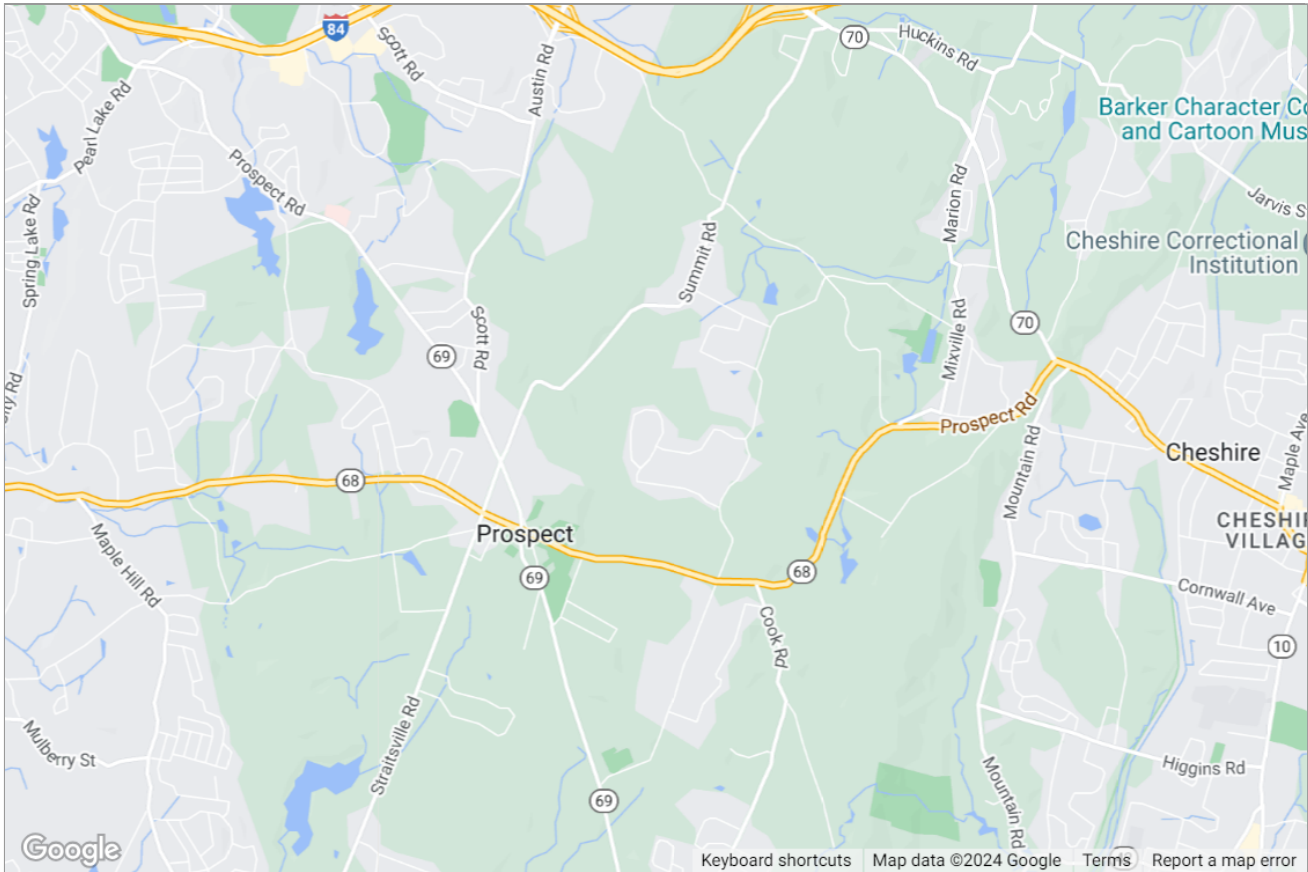 84
Scott Rd
Austin Rd
70
Huckins Rd
Barker Character Co
and Cartoon Mus
Pearl Lake Rd
Prospect Rd
Marion Rd
Jarvis S
Spring Lake Rd
Summit Rd
Cheshire Correctional
Institution
Scott Rd
69
Mixville Rd
70
Prospect Rd
Mountain Rd
Cheshire
Maple Ave
68
Prospect
CHESHI
VILLAG
Maple Hill Rd
69
68
Cornwall Ave
Cook Rd
10
Straitsville Rd
Mulberry St
Mountain Rd
Higgins Rd
69
Google
Keyboard shortcuts
Map data ©2024 Google
Terms
Report a map error